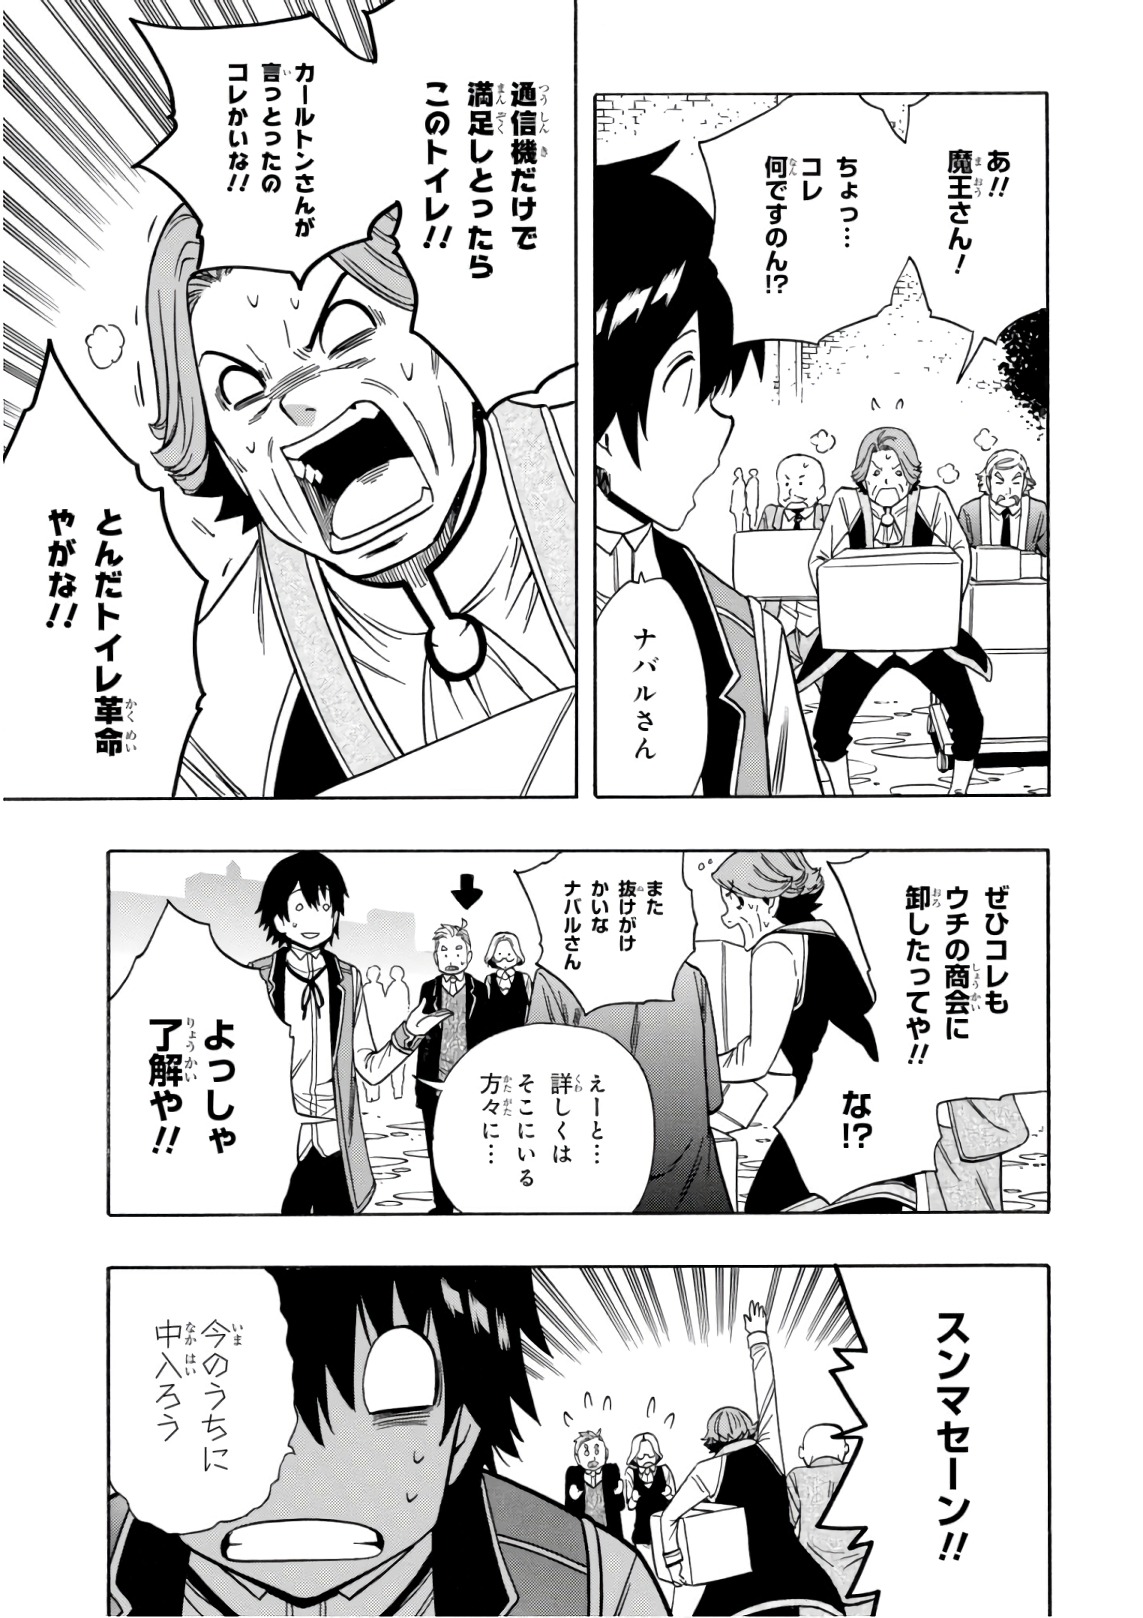 あ!!
魔王さん!
ちょっ…
コレ
何ですのん!?
ナバルさん
通信機だけで
満足しとったら
このトイレ!!
カールトンさんが
言っとったの
コレかいな!!
とんだトイレ革命
やがな!!
ぜひコレも
ウチの商会に
卸したってや!!
な!?
また
抜けがけ
かいな
ナバルさん
えーと…
詳しくは
そこにいる
方々に…
よっしゃ
了解や!!
スンマセーン!!
今のうちに
中入ろう